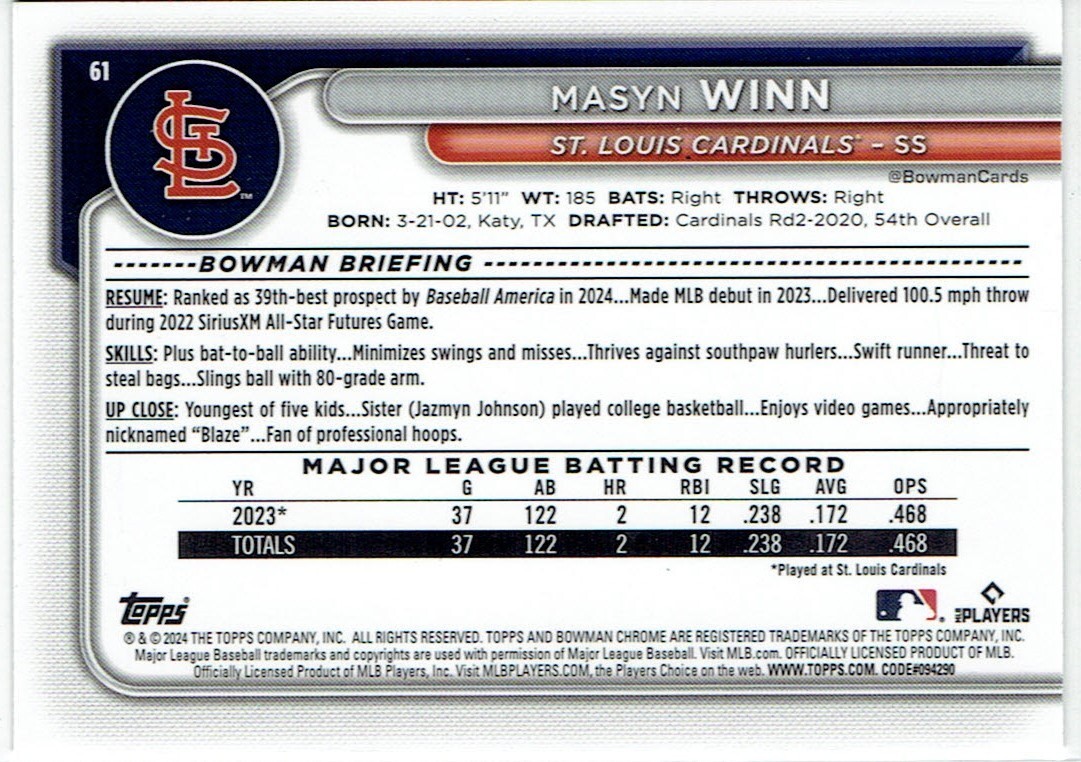 61
STL
™
MASYN WINN
ST. LOUIS CARDINALS™ – SS
@BowmanCards
HT: 5'11" WT: 185 BATS: Right THROWS: Right
BORN: 3-21-02, Katy, TX DRAFTED: Cardinals Rd2-2020, 54th Overall
BOWMAN BRIEFING
RESUME: Ranked as 39th-best prospect by Baseball America in 2024...Made MLB debut in 2023...Delivered 100.5 mph throw
during 2022 SiriusXM All-Star Futures Game.
SKILLS: Plus bat-to-ball ability...Minimizes swings and misses...Thrives against southpaw hurlers...Swift runner...Threat to
steal bags...Slings ball with 80-grade arm.
UP CLOSE: Youngest of five kids...Sister (Jazmyn Johnson) played college basketball...Enjoys video games...Appropriately
nicknamed “Blaze”...Fan of professional hoops.
MAJOR LEAGUE BATTING RECORD
YR G AB HR RBI SLG AVG OPS
2023* 37 122 2 12 .238 .172 .468
TOTALS 37 122 2 12 .238 .172 .468
*Played at St. Louis Cardinals
Topps®
MLB PLAYERS
® & © 2024 THE TOPPS COMPANY, INC. ALL RIGHTS RESERVED. TOPPS AND BOWMAN CHROME ARE REGISTERED TRADEMARKS OF THE TOPPS COMPANY, INC.
Major League Baseball trademarks and copyrights are used with permission of Major League Baseball. Visit MLB.com. OFFICIALLY LICENSED PRODUCT OF MLB.
Officially Licensed Product of MLB Players, Inc. Visit MLBPLAYERS.COM, the Players Choice on the web. WWW.TOPPS.COM. CODE#094290